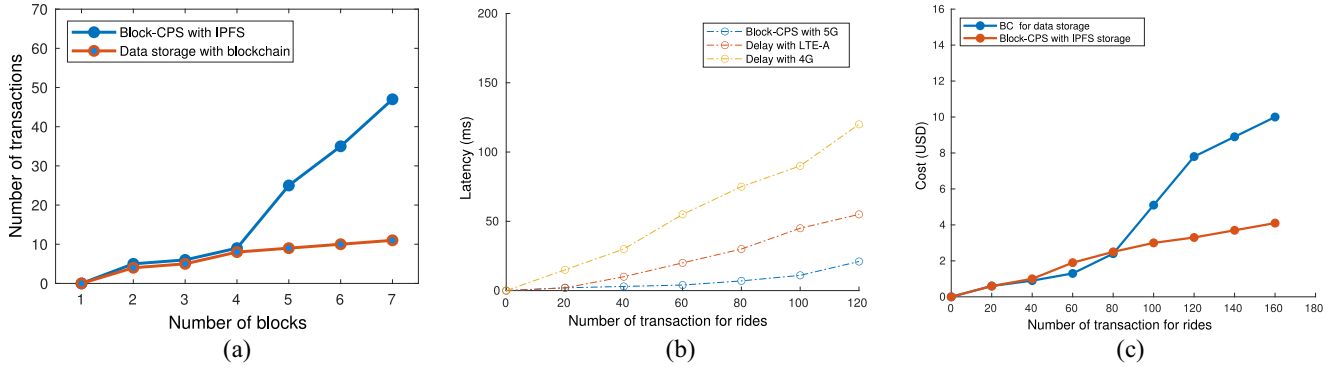 70
60
50
40
30
20
10
0
Number of transactions
Block-CPS with IPFS
Data storage with blockchain
1 2 3 4 5 6 7
Number of blocks
(a)
200
150
100
50
0
Latency (ms)
Block-CPS with 5G
Delay with LTE-A
Delay with 4G
0 20 40 60 80 100 120
Number of transaction for rides
(b)
16
14
12
10
8
6
4
2
0
Cost (USD)
BC for data storage
Block-CPS with IPFS storage
0 20 40 60 80 100 120 140 160 180
Number of transaction for rides
(c)